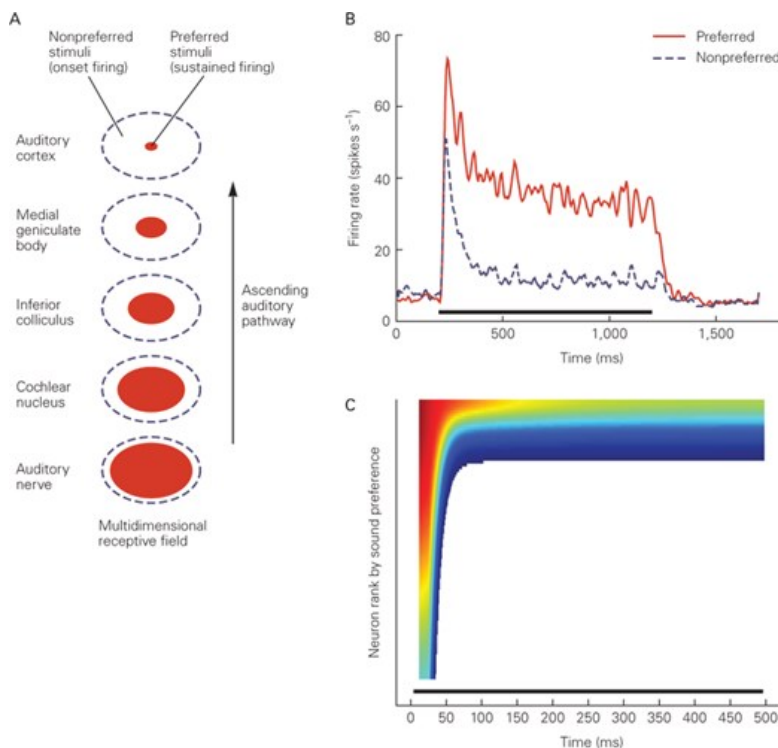 A
Nonpreferred
stimuli
(onset firing)
Preferred
stimuli
(sustained firing)
Auditory
cortex
Medial
geniculate
body
Inferior
colliculus
Cochlear
nucleus
Auditory
nerve
Ascending
auditory
pathway
Multidimensional
receptive field
B
Preferred
Nonpreferred
Firing rate (spikes s⁻¹)
80
60
40
20
0
0
500
1,000
1,500
Time (ms)
C
Neuron rank by sound preference
0 50 100 150 200 250 300 350 400 450 500
Time (ms)